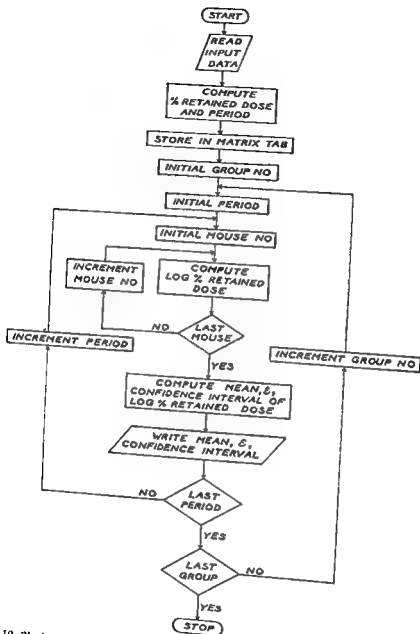 START
READ
INPUT
DATA
COMPUTE
% RETAINED DOSE
AND PERIOD
STORE IN MATRIX TAB
INITIAL GROUP NO
INITIAL PERIOD
INITIAL MOUSE NO
INCREMENT
MOUSE NO
COMPUTE
LOG % RETAINED
DOSE
NO
LAST
MOUSE
INCREMENT PERIOD
INCREMENT GROUP NO
YES
COMPUTE MEAN, &,
CONFIDENCE INTERVAL OF
LOG % RETAINED DOSE
WRITE MEAN, &,
CONFIDENCE INTERVAL
NO
LAST
PERIOD
YES
LAST
GROUP
NO
YES
STOP